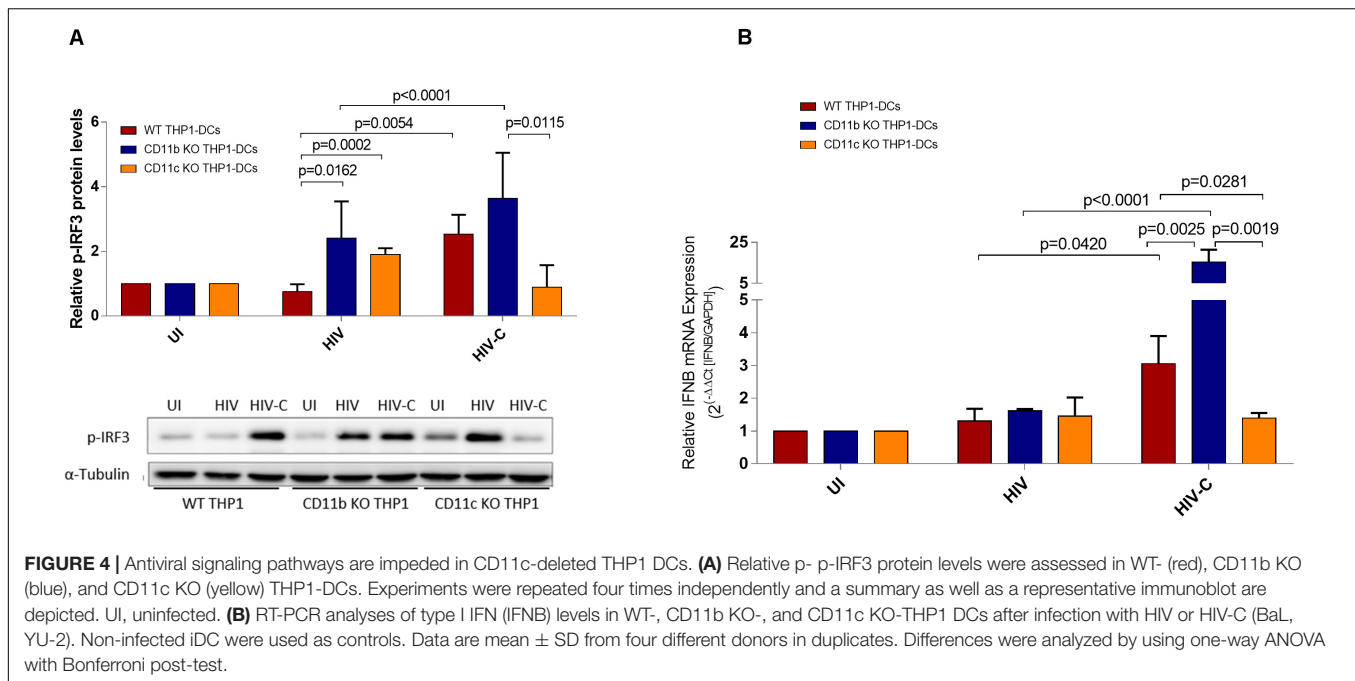 A
Relative p-IRF3 protein levels
6
4
2
0
WT THP1-DCs
CD11b KO THP1-DCs
CD11c KO THP1-DCs
p<0.0001
p=0.0054
p=0.0115
p=0.0002
p=0.0162
UI
HIV
HIV-C
UI HIV HIV-C UI HIV HIV-C UI HIV HIV-C
p-IRF3
α-Tubulin
WT THP1 CD11b KO THP1 CD11c KO THP1
B
WT THP1-DCs
CD11b KO THP1-DCs
CD11c KO THP1-DCs
Relative IFNB mRNA Expression
(2^(-ΔΔCt [IFNB/GAPDH])
25
5
5
4
3
2
1
0
p=0.0281
p<0.0001
p=0.0025
p=0.0019
p=0.0420
UI
HIV
HIV-C
FIGURE 4 | Antiviral signaling pathways are impeded in CD11c-deleted THP1 DCs. (A) Relative p- p-IRF3 protein levels were assessed in WT- (red), CD11b KO
(blue), and CD11c KO (yellow) THP1-DCs. Experiments were repeated four times independently and a summary as well as a representative immunoblot are
depicted. UI, uninfected. (B) RT-PCR analyses of type I IFN (IFNB) levels in WT-, CD11b KO-, and CD11c KO-THP1 DCs after infection with HIV or HIV-C (BaL,
YU-2). Non-infected iDC were used as controls. Data are mean ± SD from four different donors in duplicates. Differences were analyzed by using one-way ANOVA
with Bonferroni post-test.